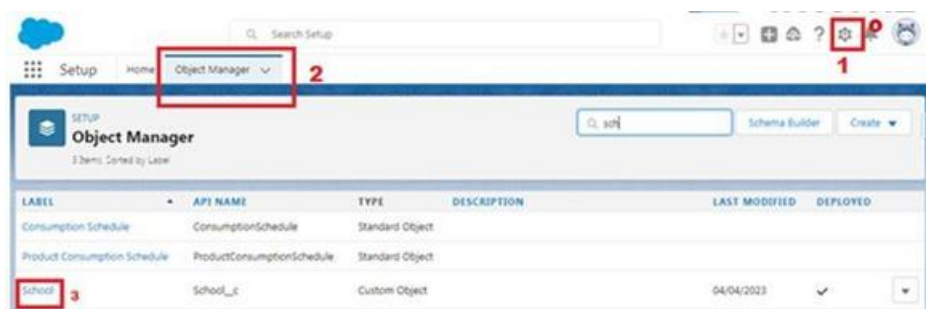 Search Setup
?
1
Setup Home Object Manager 2
SETUP
Object Manager
3 Items, Sorted by Label
sch
Schema Builder
Create
LABEL API NAME TYPE DESCRIPTION LAST MODIFIED DEPLOYED
Consumption Schedule ConsumptionSchedule Standard Object
Product Consumption Schedule ProductConsumptionSchedule Standard Object
School 3 School__c Custom Object 04/04/2023